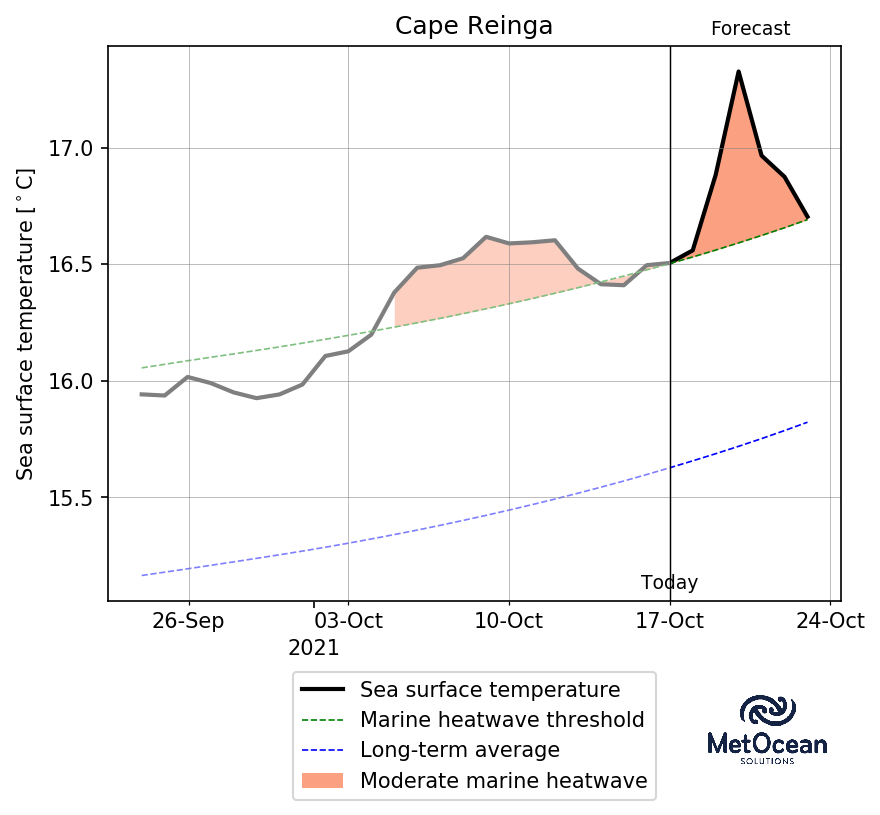 Cape Reinga
Forecast
Sea surface temperature [°C]
17.0
16.5
16.0
15.5
Today
26-Sep 03-Oct 10-Oct 17-Oct 24-Oct
2021
Sea surface temperature
Marine heatwave threshold
Long-term average
Moderate marine heatwave
MetOcean
SOLUTIONS